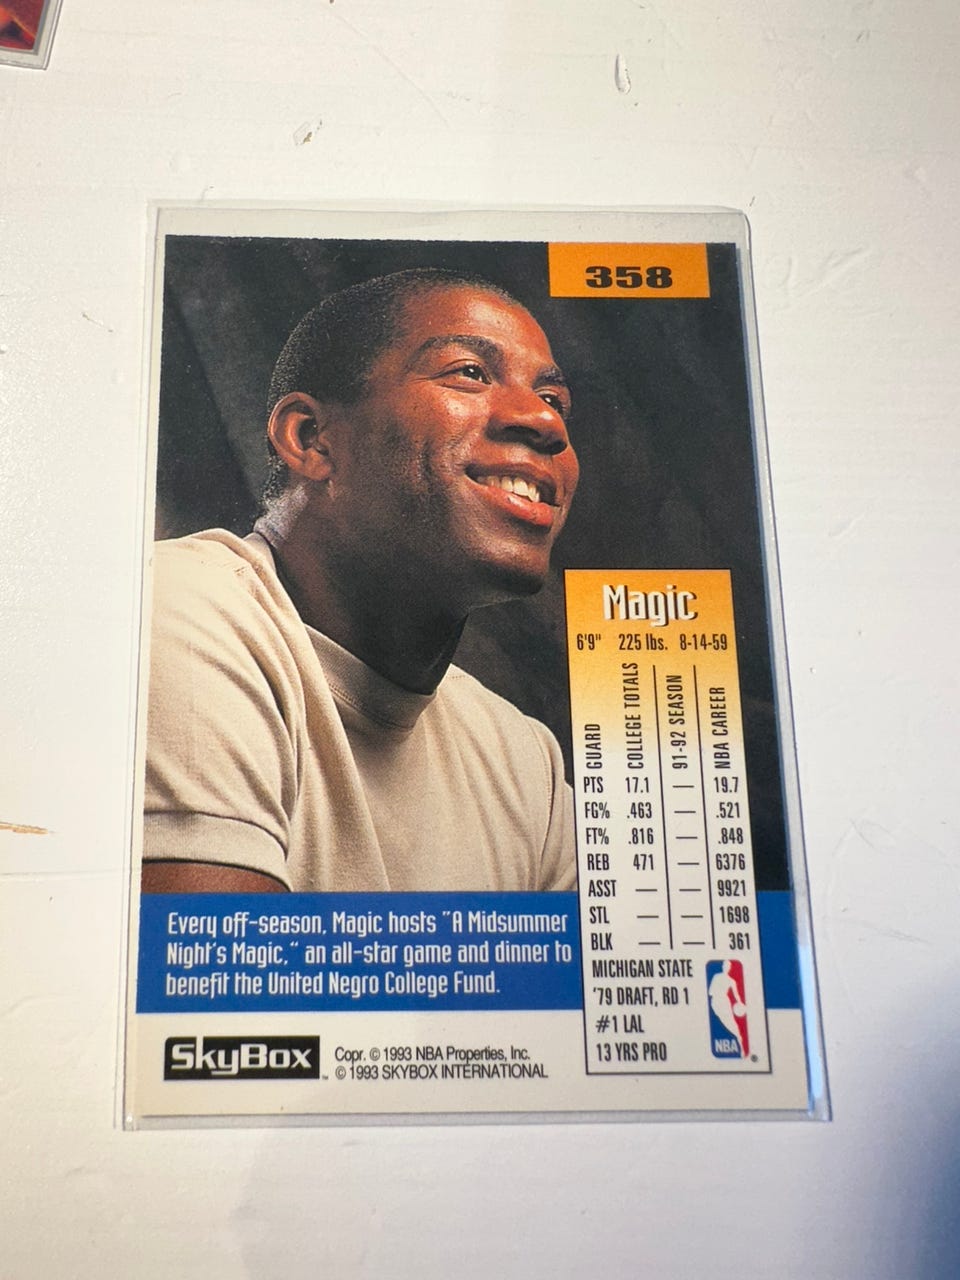 358
Magic
6'9" 225 lbs. 8-14-59
GUARD COLLEGE TOTALS 91-92 SEASON NBA CAREER
PTS 17.1 — 19.7
FG% .463 — .521
FT% .816 — .848
REB 471 — 6376
ASST — — 9921
STL — — 1698
BLK — — 361
MICHIGAN STATE
'79 DRAFT, RD 1
#1 LAL
13 YRS PRO
NBA ®
Every off-season, Magic hosts "A Midsummer
Night's Magic," an all-star game and dinner to
benefit the United Negro College Fund.
SkyBox ™
Copr. © 1993 NBA Properties, Inc.
© 1993 SKYBOX INTERNATIONAL